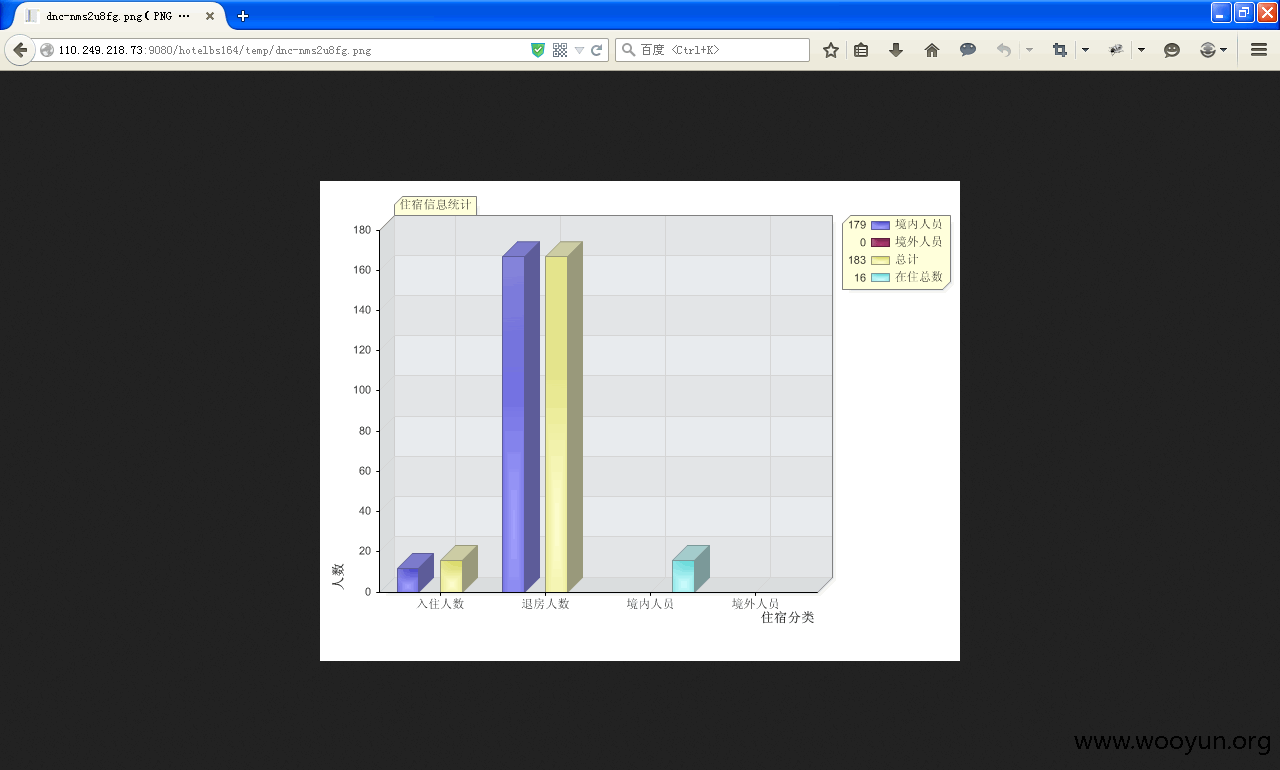 dnc-nms2u8fg.png(PNG ...
110.249.218.73:9080/hotelbs164/temp/dnc-nms2u8fg.png
百度 <Ctrl+K>
住宿信息统计
180
160
140
120
100
80
60
40
20
0
人数
入住人数 退房人数 境内人员 境外人员
住宿分类
179 境内人员
0 境外人员
183 总计
16 在住总数
www.wooyun.org